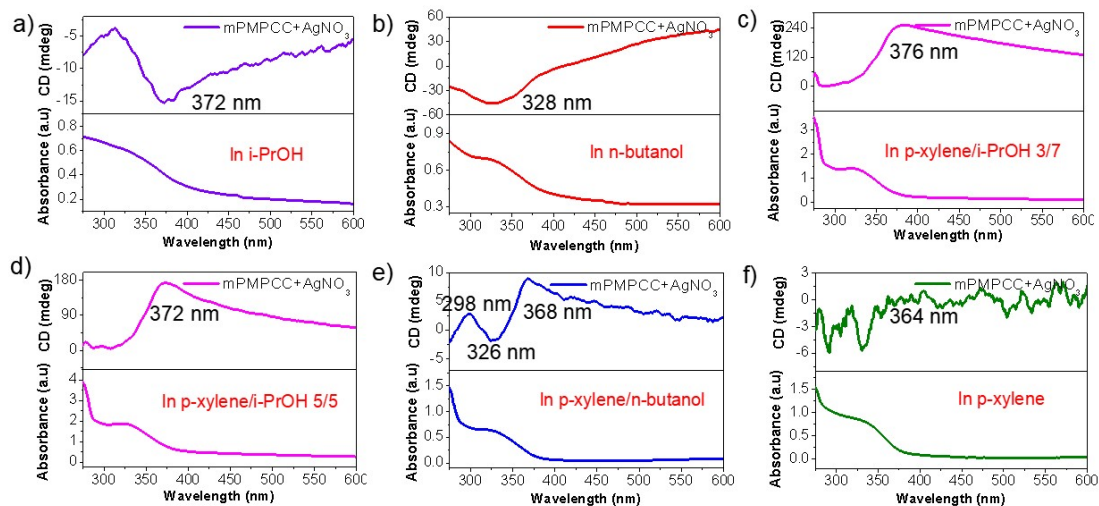 a)
CD (mdeg)
-5
-10
-15
mPMPCC+AgNO3
372 nm
Absorbance (a.u)
0.8
0.6
0.4
0.2
In i-PrOH
300 350 400 450 500 550 600
Wavelength (nm)
b)
CD (mdeg)
60
30
0
-30
-60
mPMPCC+AgNO3
328 nm
Absorbance (a.u)
0.9
0.6
0.3
In n-butanol
300 350 400 450 500 550 600
Wavelength (nm)
c)
CD (mdeg)
240
120
0
mPMPCC+AgNO3
376 nm
Absorbance (a.u)
3
2
1
0
In p-xylene/i-PrOH 3/7
300 350 400 450 500 550 600
Wavelength (nm)
d)
CD (mdeg)
180
90
0
mPMPCC+AgNO3
372 nm
Absorbance (a.u)
4
3
2
1
0
In p-xylene/i-PrOH 5/5
300 350 400 450 500 550 600
Wavelength (nm)
e)
CD (mdeg)
10
5
0
-5
mPMPCC+AgNO3
298 nm
368 nm
326 nm
Absorbance (a.u)
1.5
1.0
0.5
0.0
In p-xylene/n-butanol
300 350 400 450 500 550 600
Wavelength (nm)
f)
CD (mdeg)
3
0
-3
-6
mPMPCC+AgNO3
364 nm
Absorbance (a.u)
1.5
1.0
0.5
0.0
In p-xylene
300 350 400 450 500 550 600
Wavelength (nm)